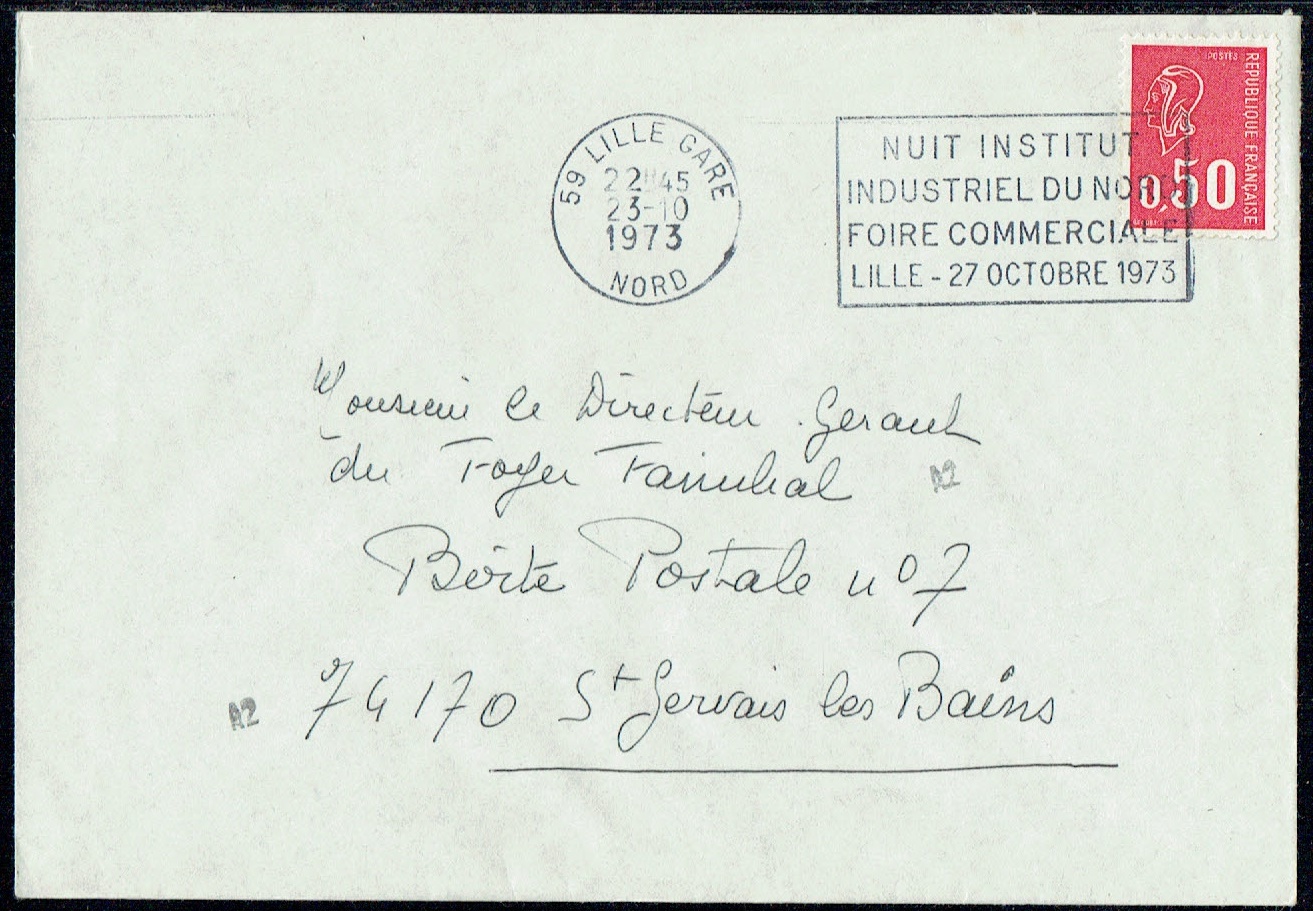 POSTES
REPUBLIQUE FRANÇAISE
0,50
59 LILLE GARE
22H45
23-10
1973
NORD
NUIT INSTITUT
INDUSTRIEL DU NORD
FOIRE COMMERCIALE
LILLE - 27 OCTOBRE 1973
Monsieur le Directeur Gerant
du Foyer Familial
A2
Boîte Postale n° 7
74170 St Gervais les Bains
A2